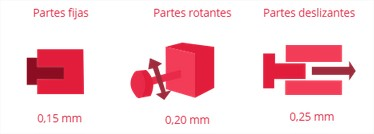 Partes fijas
Partes rotantes
Partes deslizantes
0,15 mm
0,20 mm
0,25 mm